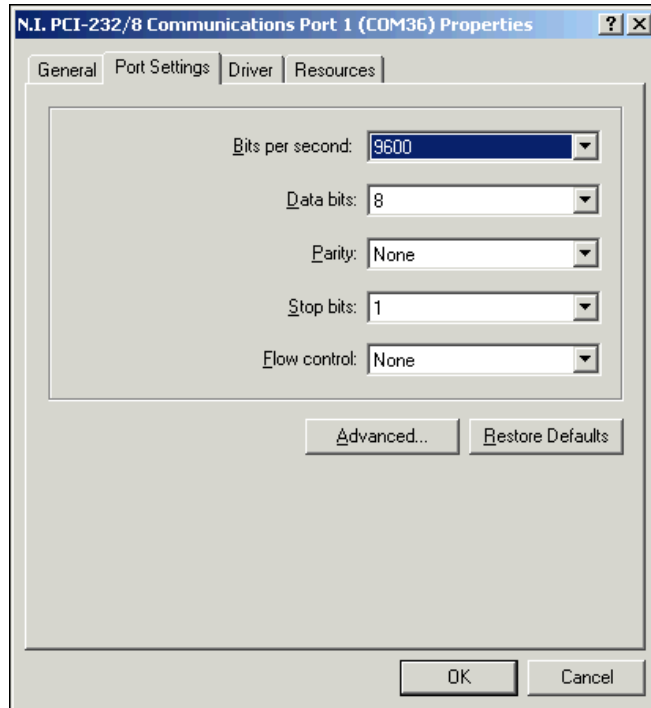 N.I. PCI-232/8 Communications Port 1 (COM36) Properties ? X
General Port Settings Driver Resources
Bits per second: 9600
Data bits: 8
Parity: None
Stop bits: 1
Flow control: None
Advanced... Restore Defaults
OK Cancel